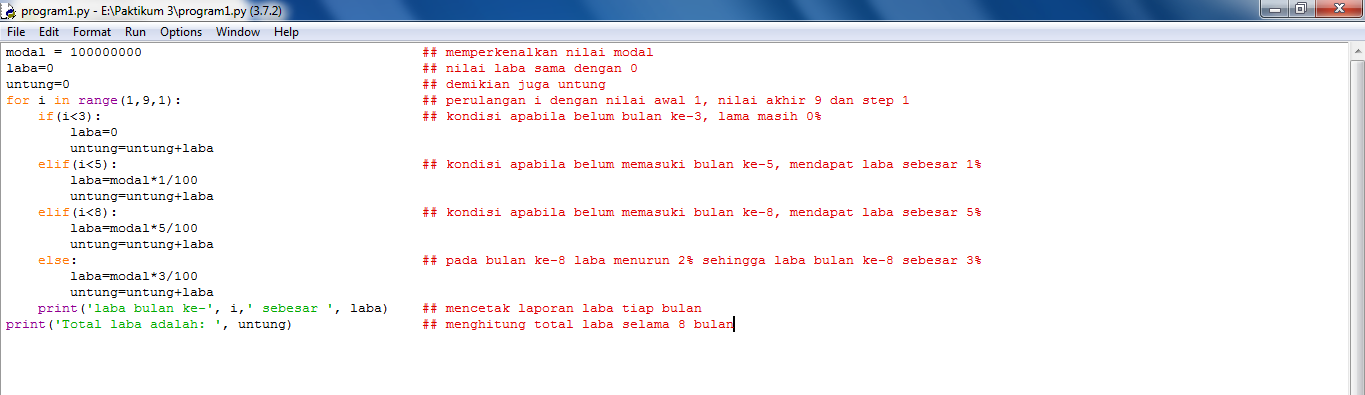 program1.py - E:\Paktikum 3\program1.py (3.7.2)
File Edit Format Run Options Window Help
modal = 100000000 ## memperkenalkan nilai modal
laba=0 ## nilai laba sama dengan 0
untung=0 ## demikian juga untung
for i in range(1,9,1): ## perulangan i dengan nilai awal 1, nilai akhir 9 dan step 1
    if(i<3): ## kondisi apabila belum bulan ke-3, lama masih 0%
        laba=0
        untung=untung+laba
    elif(i<5): ## kondisi apabila belum memasuki bulan ke-5, mendapat laba sebesar 1%
        laba=modal*1/100
        untung=untung+laba
    elif(i<8): ## kondisi apabila belum memasuki bulan ke-8, mendapat laba sebesar 5%
        laba=modal*5/100
        untung=untung+laba
    else: ## pada bulan ke-8 laba menurun 2% sehingga laba bulan ke-8 sebesar 3%
        laba=modal*3/100
        untung=untung+laba
    print('laba bulan ke-', i,' sebesar ', laba) ## mencetak laporan laba tiap bulan
print('Total laba adalah: ', untung) ## menghitung total laba selama 8 bulan